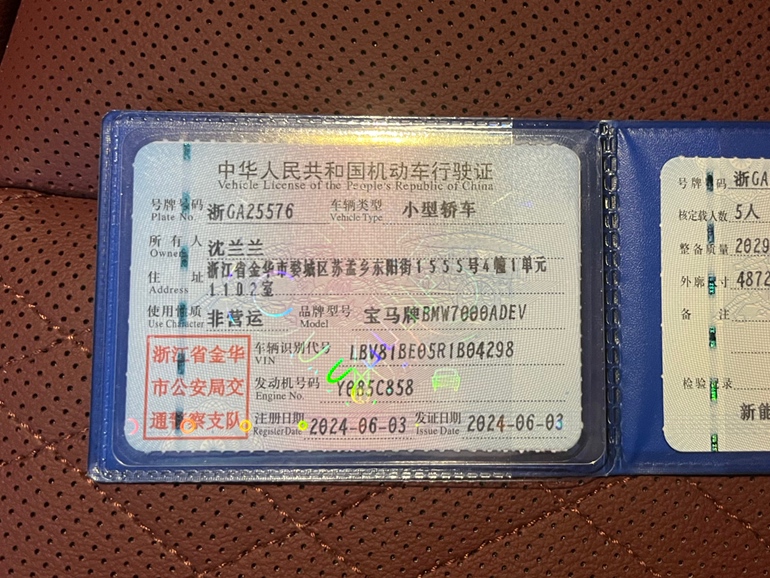 中华人民共和国机动车行驶证
Vehicle License of the People's Republic of China
号牌号码 浙GA25576 车辆类型 小型轿车
Plate No. Vehicle Type
所有人 沈兰兰
Owner
住址 浙江省金华市婺城区苏孟乡东阳街1555号4幢1单元
Address 1102室
使用性质 非营运 品牌型号 宝马牌BMW7000ADEV
Use Character Model
浙江省金华
市公安局交
通警察支队
车辆识别代号 LBV81BE05R1B04298
VIN
发动机号码 Y085C858
Engine No.
注册日期 2024-06-03 发证日期 2024-06-03
Register Date Issue Date
号牌号码 浙GA
核定载人数 5人
整备质量 2029
外廓尺寸 4872
备注
检验记录
新能